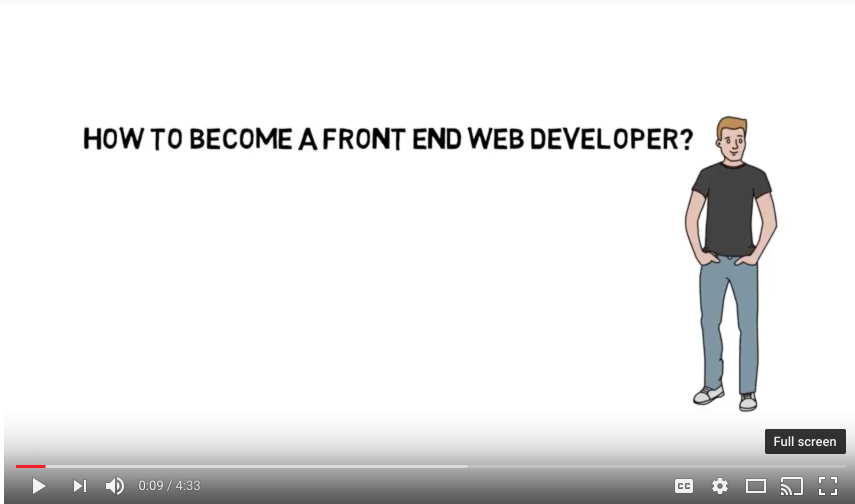 HOW TO BECOME A FRONT END WEB DEVELOPER?
Full screen
0:09 / 4:33
CC